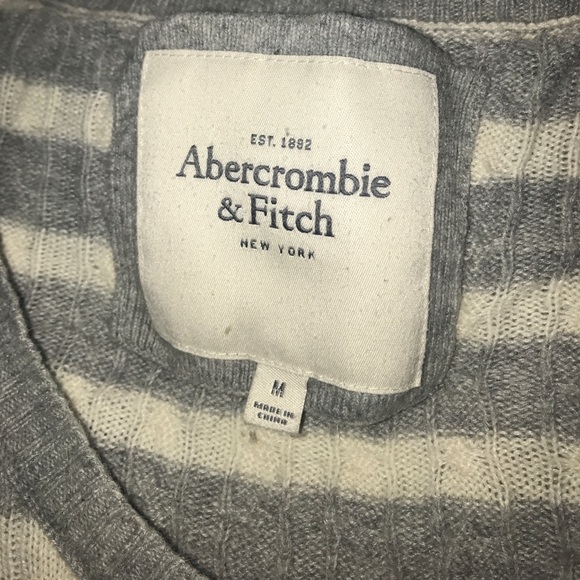 EST. 1892
Abercrombie
& Fitch
NEW YORK
M
MADE IN
CHINA